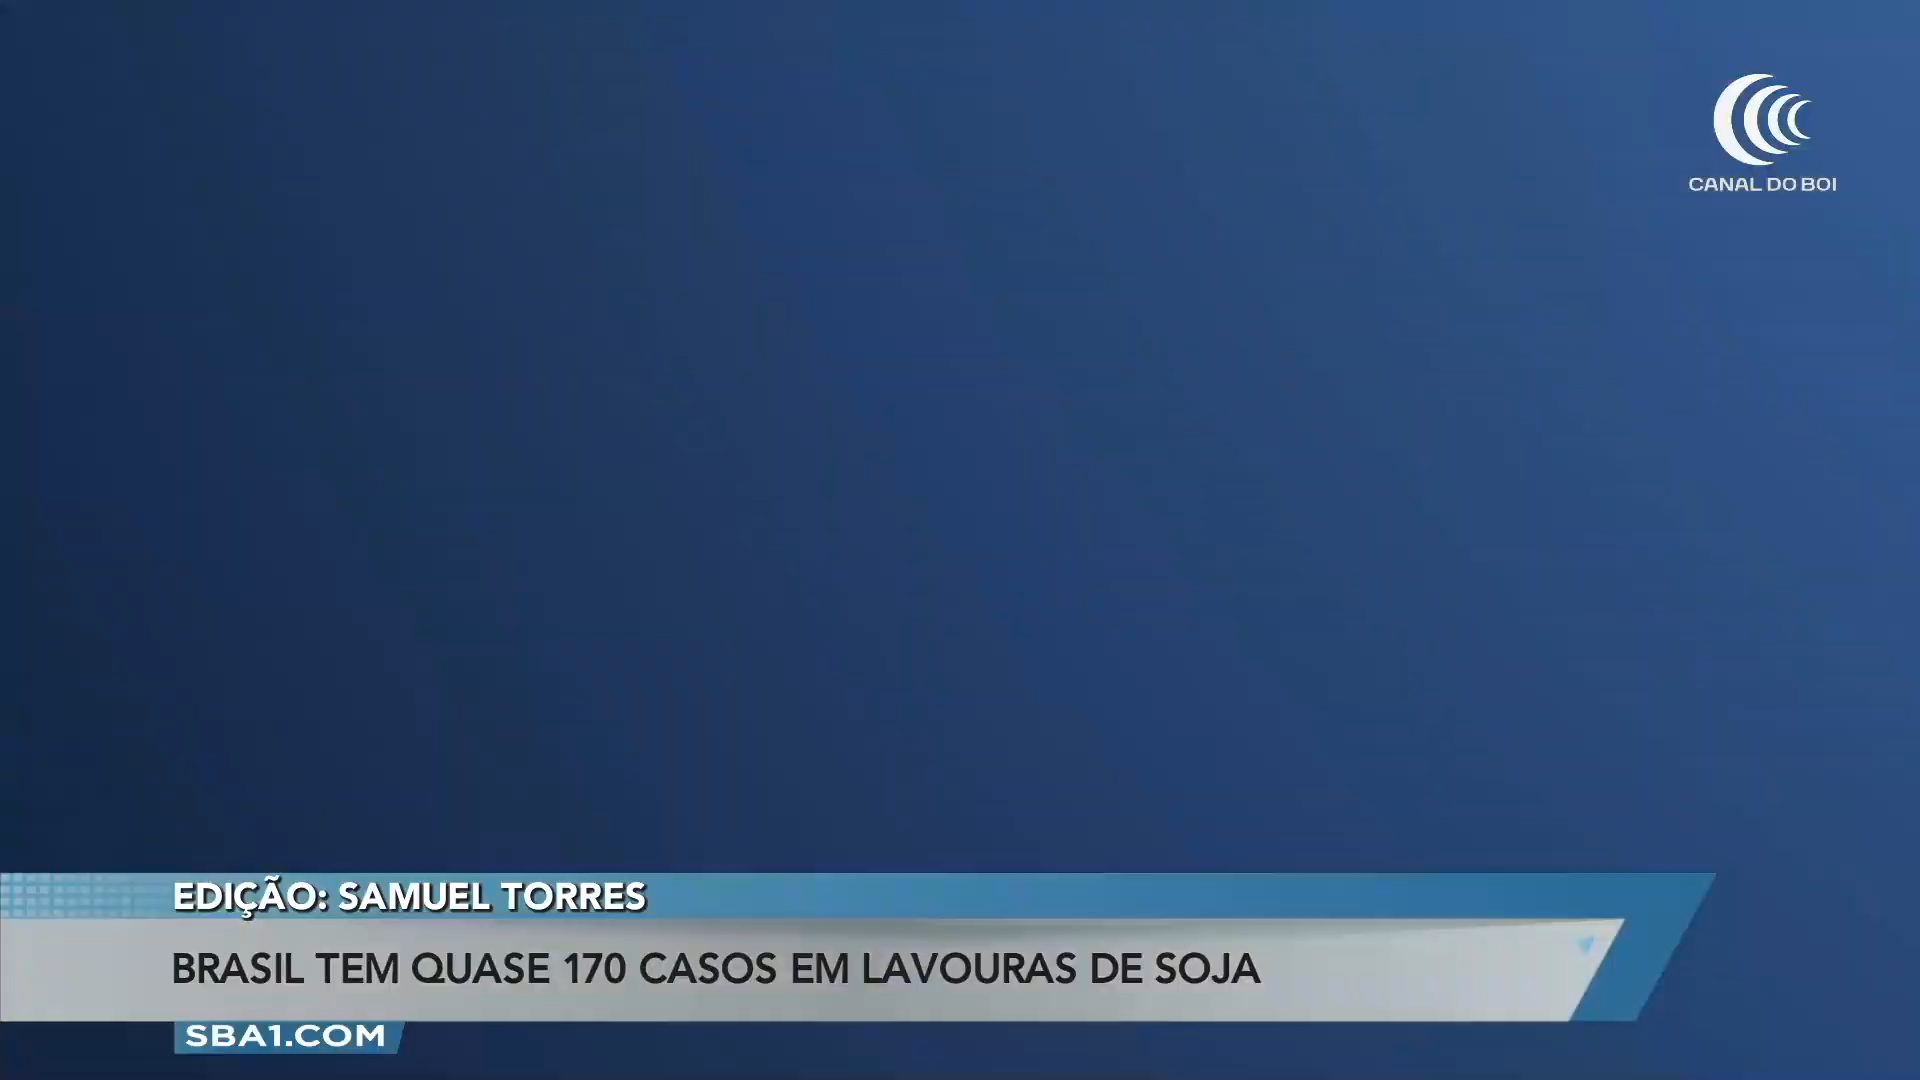 CANAL DO BOI
EDIÇÃO: SAMUEL TORRES
BRASIL TEM QUASE 170 CASOS EM LAVOURAS DE SOJA
SBA1.COM